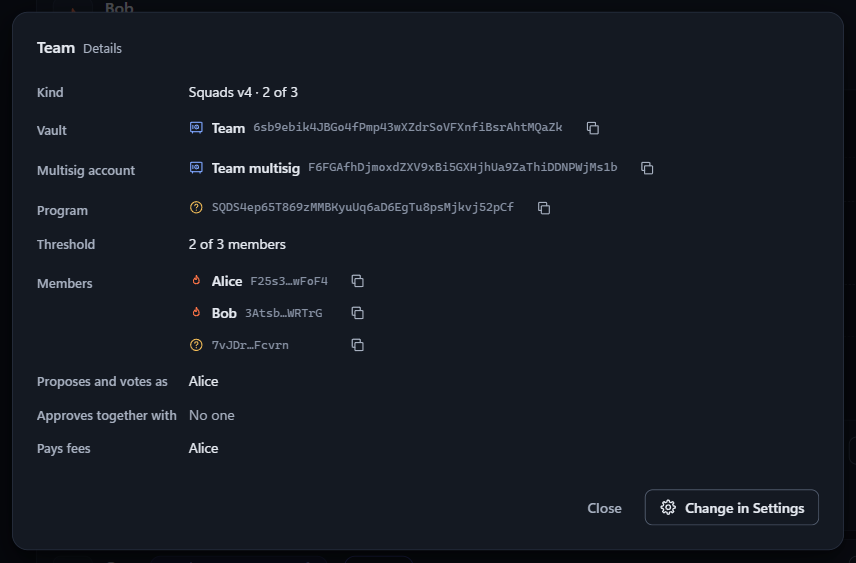 Bob
Team Details
Kind Squads v4 · 2 of 3
Vault Team 6sb9ebik4JBGo4fPmp43wXZdrSoVFXnfiBsrAhtMQaZk
Multisig account Team multisig F6FGAfhDjmoxdZXV9xBi5GXHjhUa9ZaThiDDNPWjMs1b
Program SQDS4ep65T869zMMBKyuUq6aD6EgTu8psMjkvj52pCf
Threshold 2 of 3 members
Members Alice F25s3…wFoF4
Bob 3Atsb…WRTrG
7vJDr…Fcvrn
Proposes and votes as Alice
Approves together with No one
Pays fees Alice
Close Change in Settings